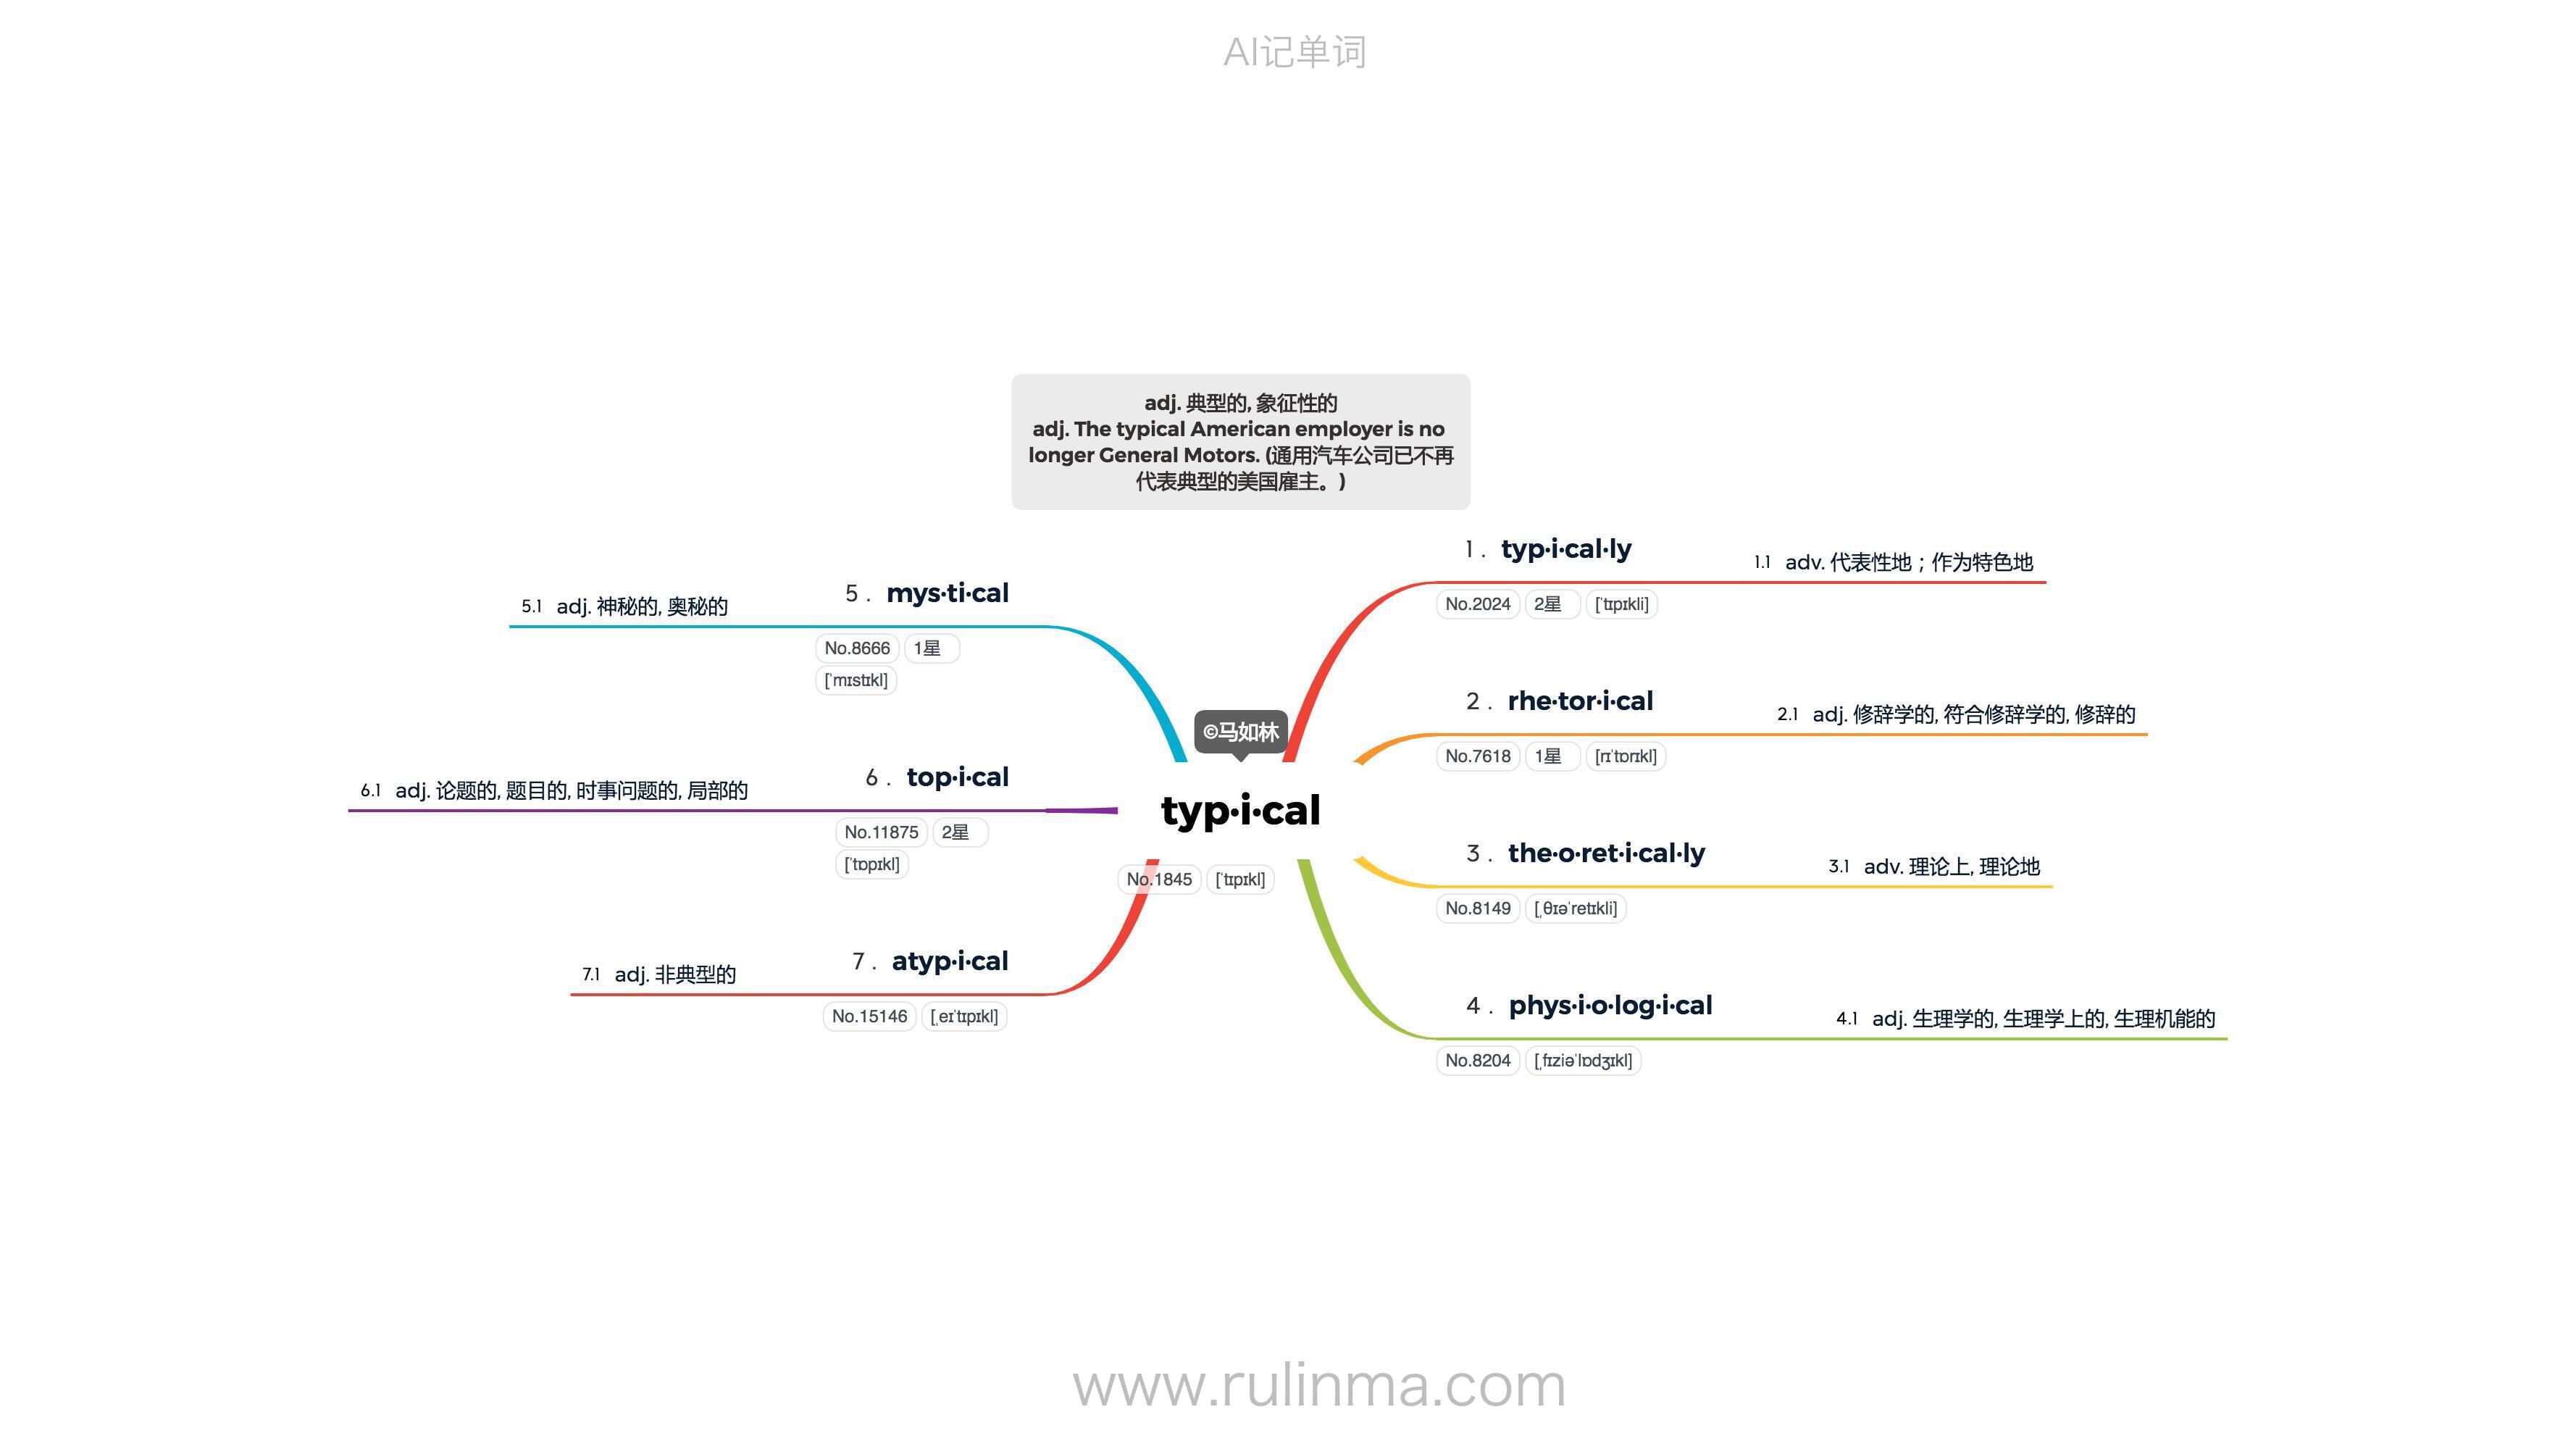 AI记单词
adj. 典型的, 象征性的
adj. The typical American employer is no
longer General Motors. (通用汽车公司已不再
代表典型的美国雇主。)
©马如林
typ·i·cal
No.1845 [ˈtɪpɪkl]
1 . typ·i·cal·ly
No.2024 2星 [ˈtɪpɪkli]
1.1 adv. 代表性地；作为特色地
2 . rhe·tor·i·cal
No.7618 1星 [rɪˈtɒrɪkl]
2.1 adj. 修辞学的, 符合修辞学的, 修辞的
3 . the·o·ret·i·cal·ly
No.8149 [ˌθɪəˈretɪkli]
3.1 adv. 理论上, 理论地
4 . phys·i·o·log·i·cal
No.8204 [ˌfɪziəˈlɒdʒɪkl]
4.1 adj. 生理学的, 生理学上的, 生理机能的
5 . mys·ti·cal
No.8666 1星
[ˈmɪstɪkl]
5.1 adj. 神秘的, 奥秘的
6 . top·i·cal
No.11875 2星
[ˈtɒpɪkl]
6.1 adj. 论题的, 题目的, 时事问题的, 局部的
7 . atyp·i·cal
No.15146 [ˌeɪˈtɪpɪkl]
7.1 adj. 非典型的
www.rulinma.com